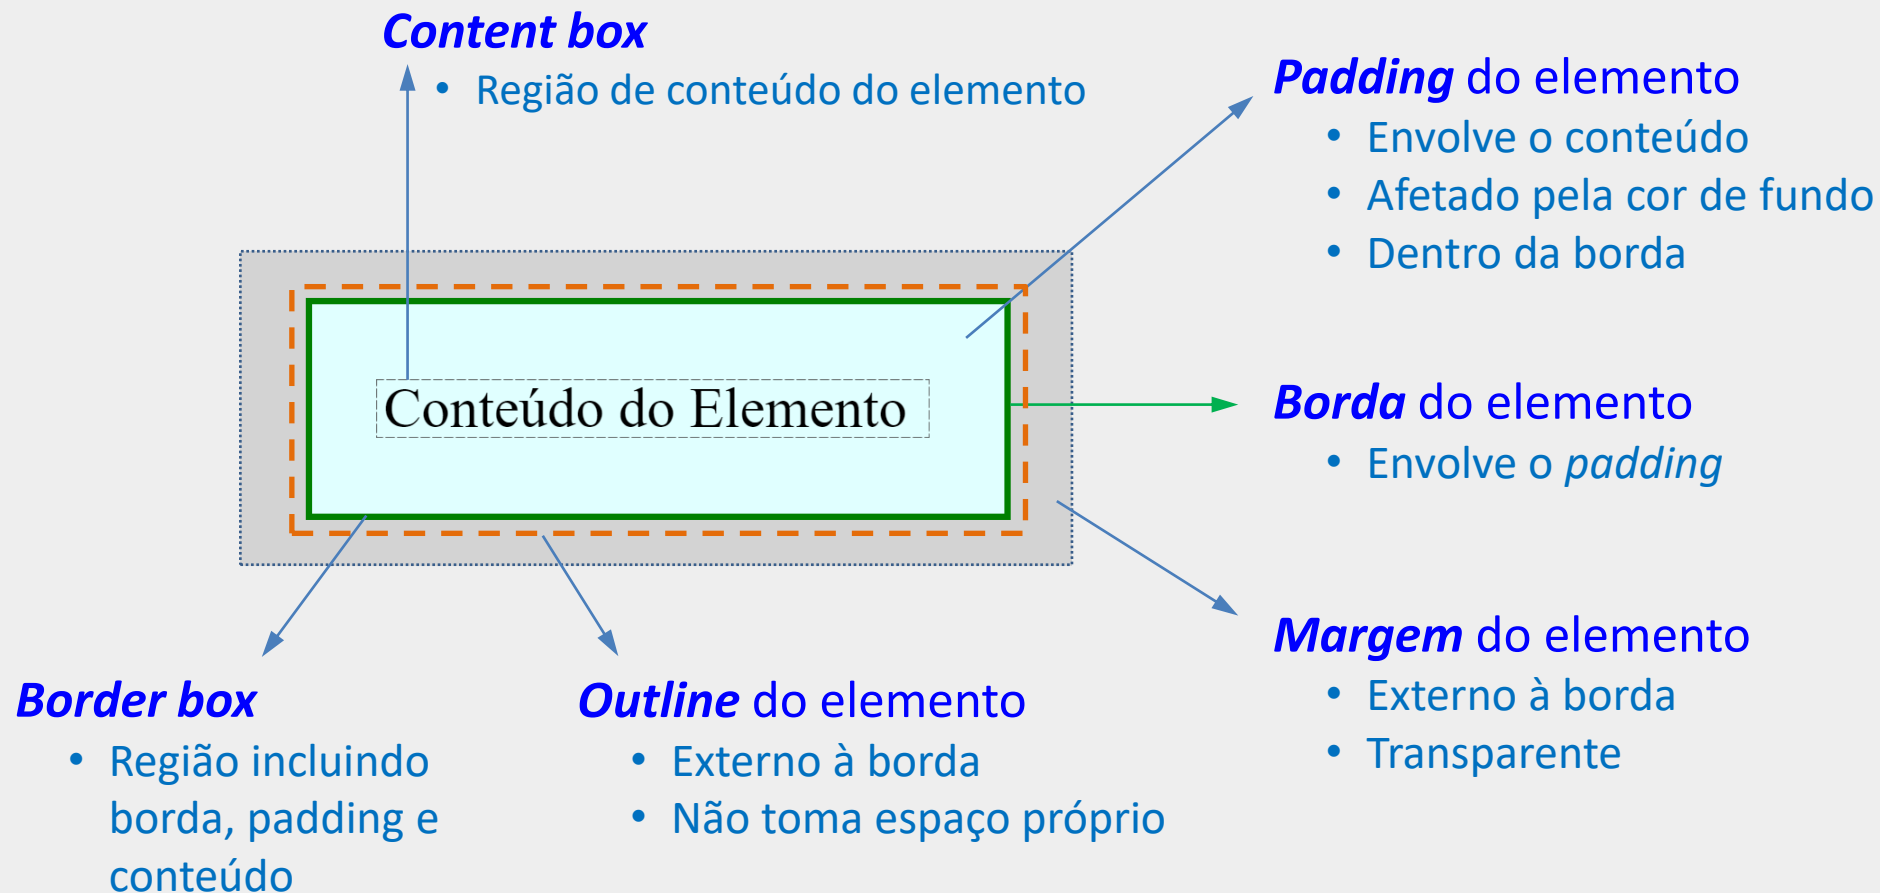 Content box
• Região de conteúdo do elemento
Padding do elemento
• Envolve o conteúdo
• Afetado pela cor de fundo
• Dentro da borda
Conteúdo do Elemento
Borda do elemento
• Envolve o padding
Margem do elemento
• Externo à borda
• Transparente
Border box
• Região incluindo
borda, padding e
conteúdo
Outline do elemento
• Externo à borda
• Não toma espaço próprio